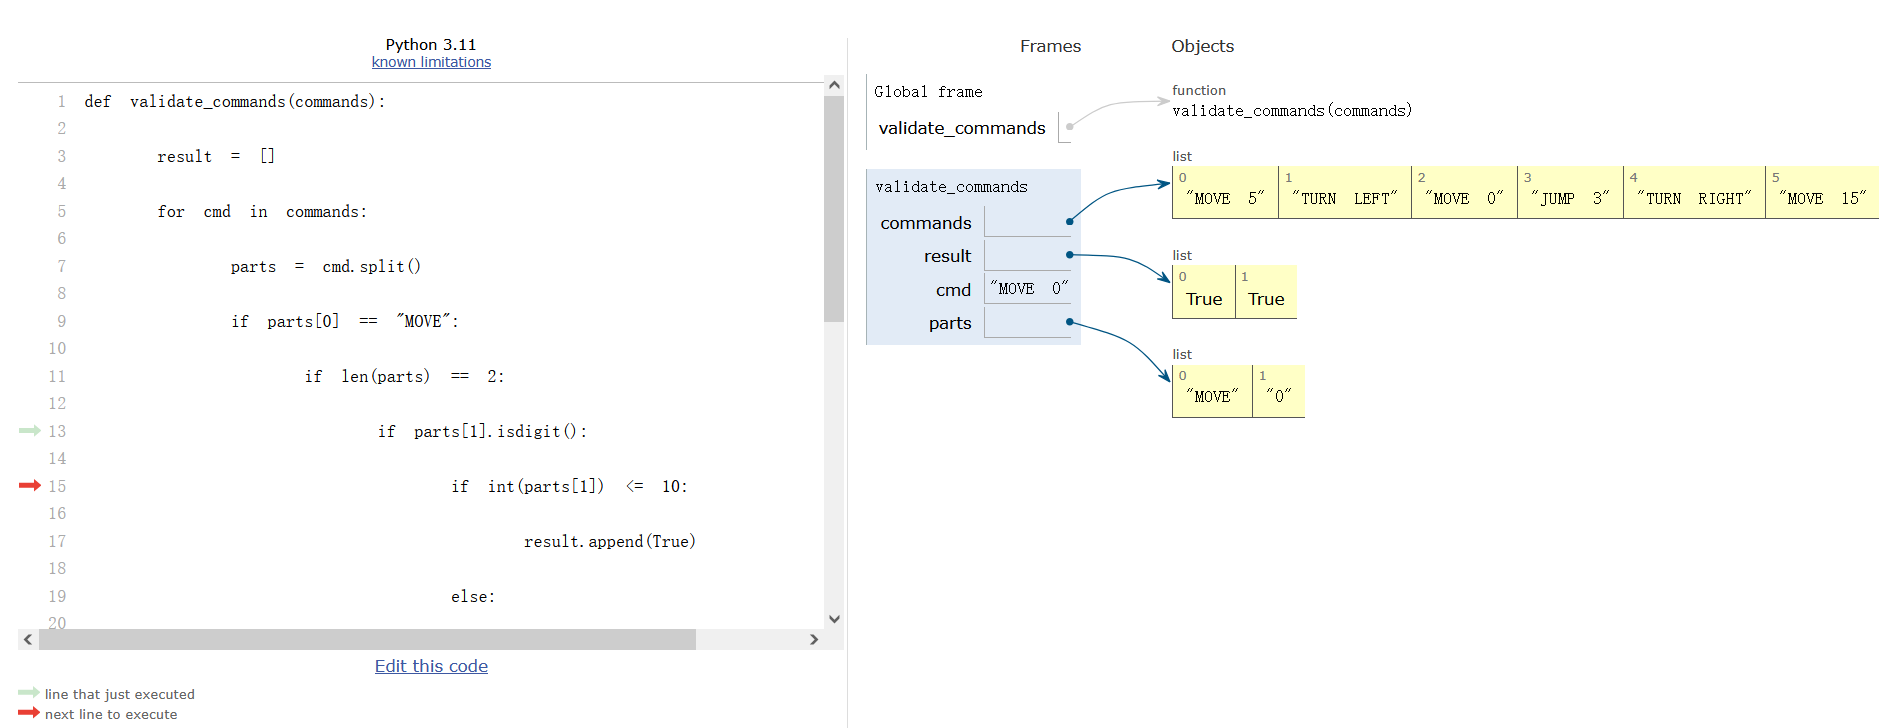 Python 3.11
known limitations
1 def validate_commands(commands):
2
3 result = []
4
5 for cmd in commands:
6
7 parts = cmd.split()
8
9 if parts[0] == "MOVE":
10
11 if len(parts) == 2:
12
13 if parts[1].isdigit():
14
15 if int(parts[1]) <= 10:
16
17 result.append(True)
18
19 else:
20
Edit this code
line that just executed
next line to execute
Frames
Objects
Global frame
validate_commands
function
validate_commands(commands)
validate_commands
commands
result
cmd "MOVE 0"
parts
list
0 1 2 3 4 5
"MOVE 5" "TURN LEFT" "MOVE 0" "JUMP 3" "TURN RIGHT" "MOVE 15"
list
0 1
True True
list
0 1
"MOVE" "0"